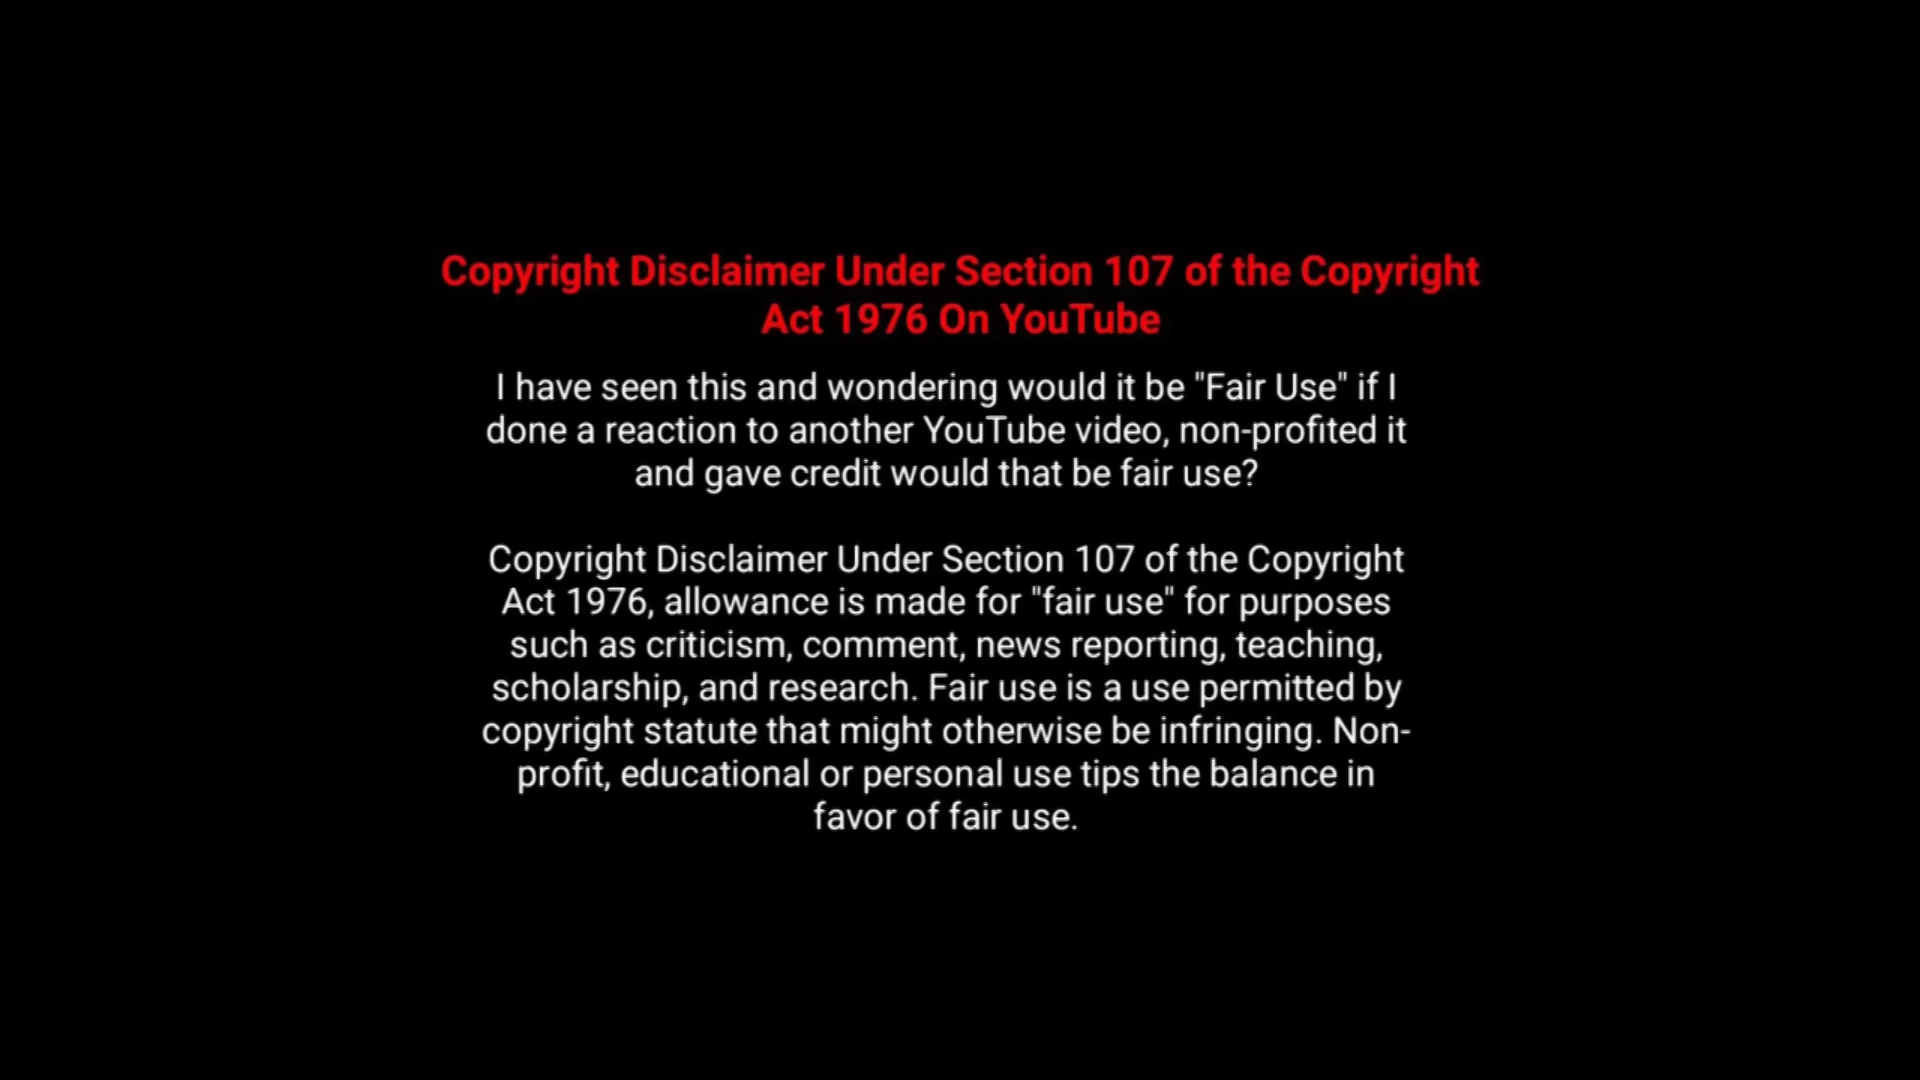 Copyright Disclaimer Under Section 107 of the Copyright
Act 1976 On YouTube
I have seen this and wondering would it be "Fair Use" if I
done a reaction to another YouTube video, non-profited it
and gave credit would that be fair use?
Copyright Disclaimer Under Section 107 of the Copyright
Act 1976, allowance is made for "fair use" for purposes
such as criticism, comment, news reporting, teaching,
scholarship, and research. Fair use is a use permitted by
copyright statute that might otherwise be infringing. Non-
profit, educational or personal use tips the balance in
favor of fair use.